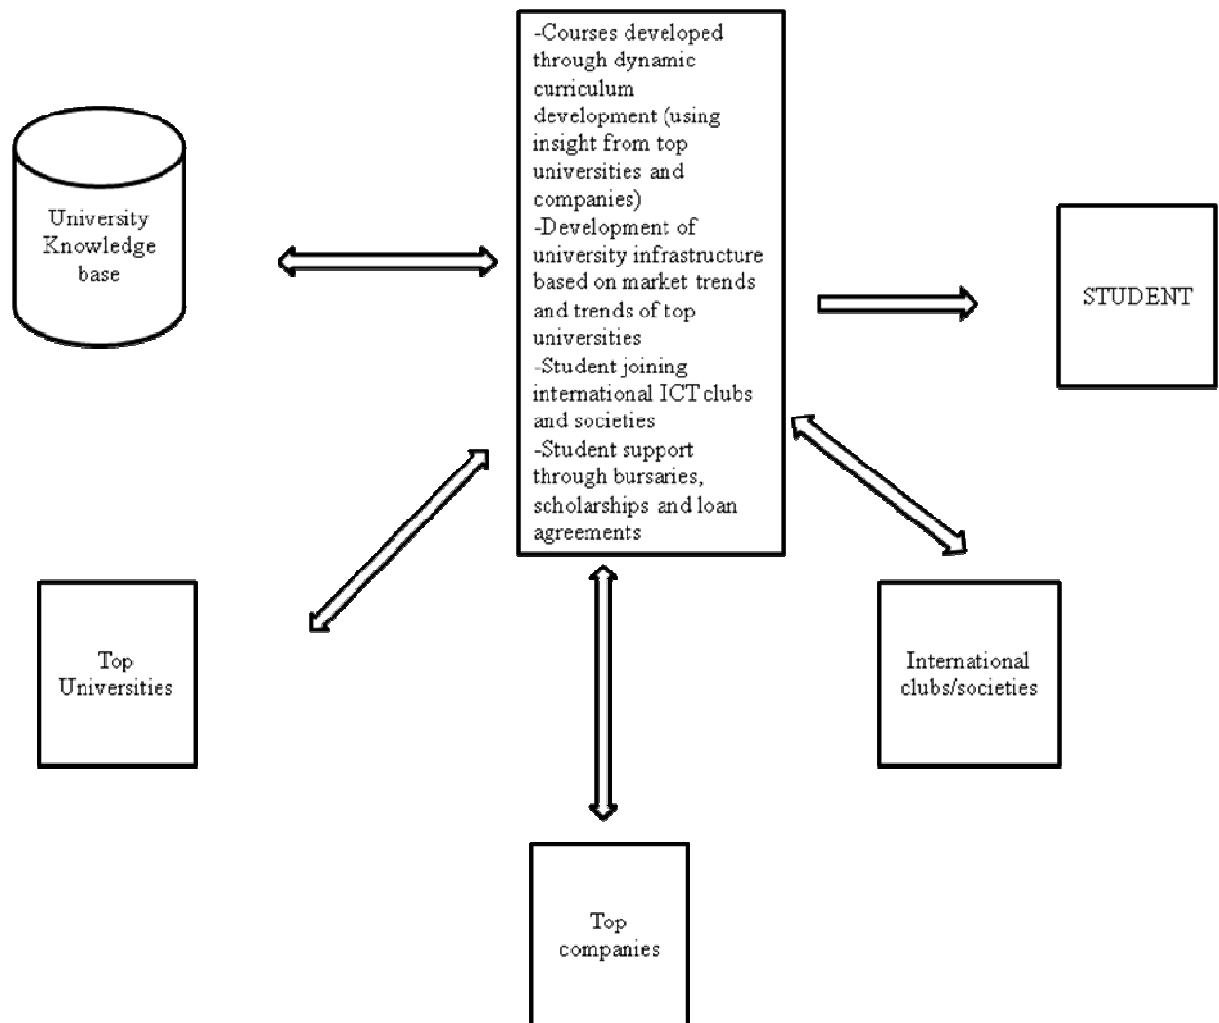 -Courses developed
through dynamic
curriculum
development (using
insight from top
universities and
companies)
-Development of
university infrastructure
based on market trends
and trends of top
universities
-Student joining
international ICT clubs
and societies
-Student support
through bursaries,
scholarships and loan
agreements
University
Knowledge
base
STUDENT
Top
Universities
International
clubs/societies
Top
companies